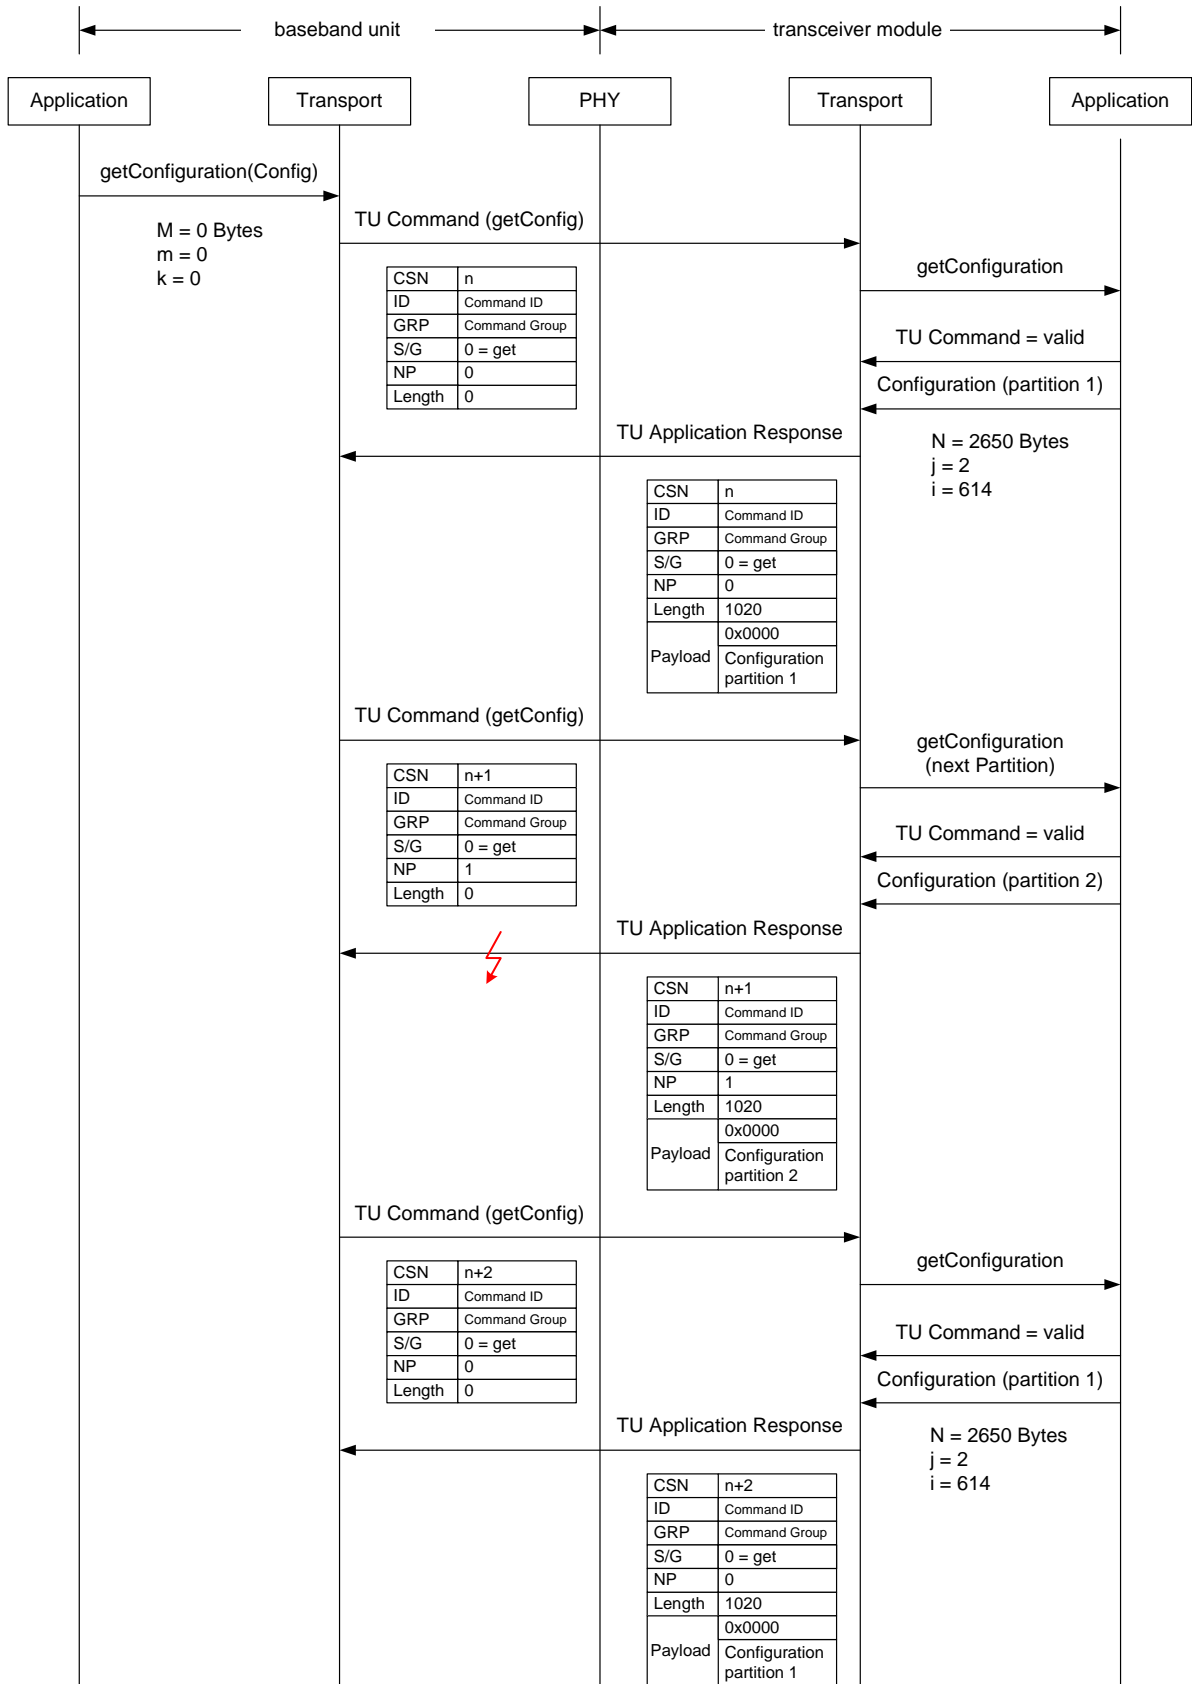 baseband unit
transceiver module
Application
Transport
PHY
Transport
Application
getConfiguration(Config)
M = 0 Bytes
m = 0
k = 0
TU Command (getConfig)
CSN n
ID Command ID
GRP Command Group
S/G 0 = get
NP 0
Length 0
getConfiguration
TU Command = valid
Configuration (partition 1)
N = 2650 Bytes
j = 2
i = 614
TU Application Response
CSN n
ID Command ID
GRP Command Group
S/G 0 = get
NP 0
Length 1020
Payload 0x0000
Configuration
partition 1
TU Command (getConfig)
CSN n+1
ID Command ID
GRP Command Group
S/G 0 = get
NP 1
Length 0
getConfiguration
(next Partition)
TU Command = valid
Configuration (partition 2)
TU Application Response
CSN n+1
ID Command ID
GRP Command Group
S/G 0 = get
NP 1
Length 1020
Payload 0x0000
Configuration
partition 2
TU Command (getConfig)
CSN n+2
ID Command ID
GRP Command Group
S/G 0 = get
NP 0
Length 0
getConfiguration
TU Command = valid
Configuration (partition 1)
N = 2650 Bytes
j = 2
i = 614
TU Application Response
CSN n+2
ID Command ID
GRP Command Group
S/G 0 = get
NP 0
Length 1020
Payload 0x0000
Configuration
partition 1